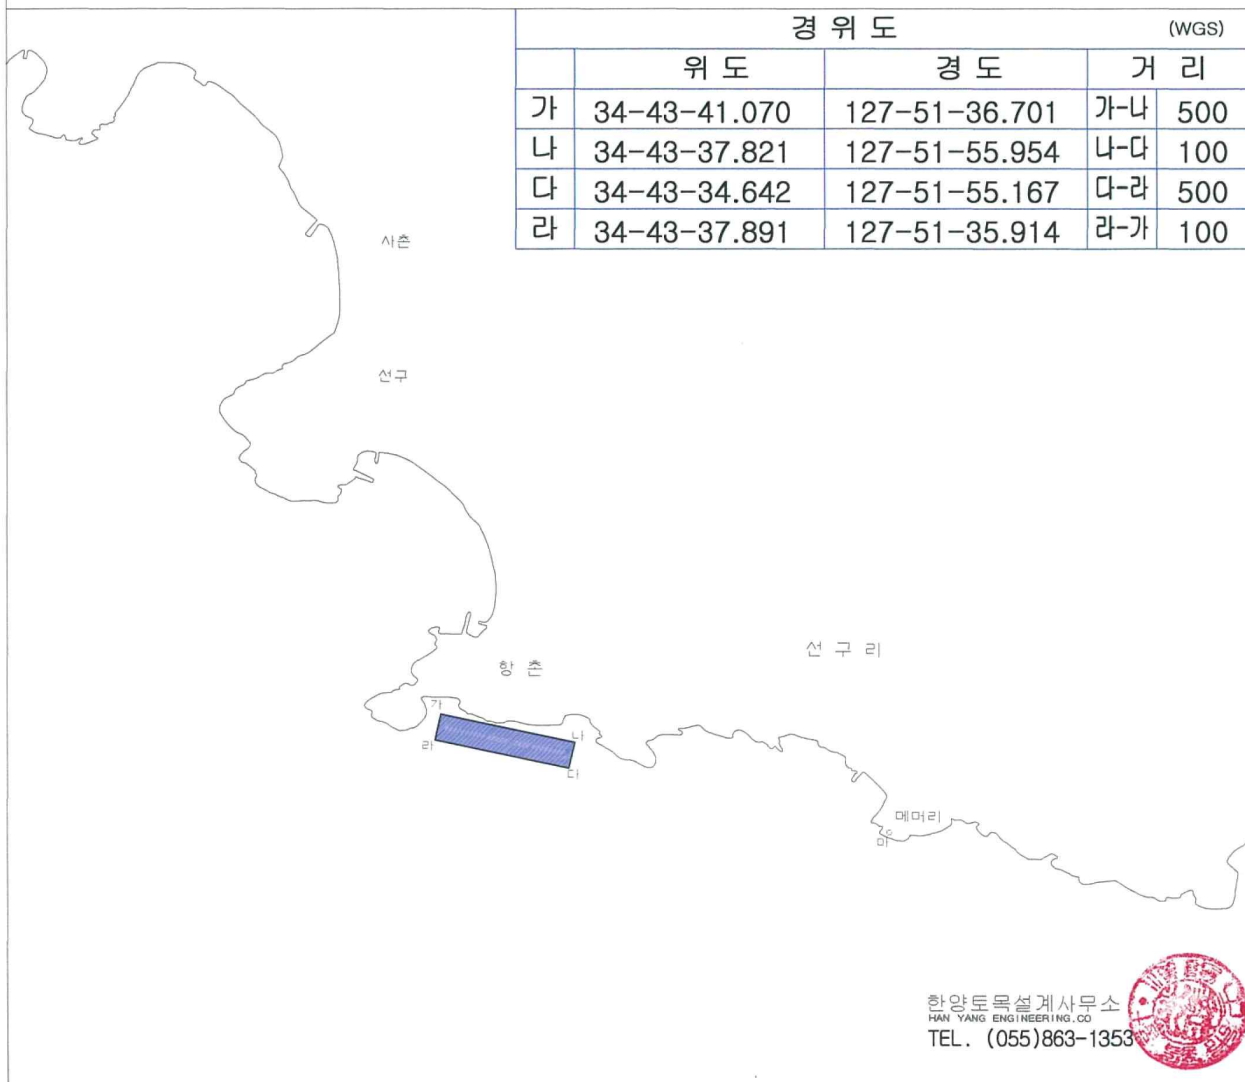 경 위 도 (WGS)
위 도 경 도 거 리
가 34-43-41.070 127-51-36.701 가-나 500
나 34-43-37.821 127-51-55.954 나-다 100
다 34-43-34.642 127-51-55.167 다-라 500
라 34-43-37.891 127-51-35.914 라-가 100
사촌
선구
선 구 리
항 촌
가
나
라
다
메머리
마
한양토목설계사무소
HAN YANG ENGINEERING.CO
TEL. (055)863-1353